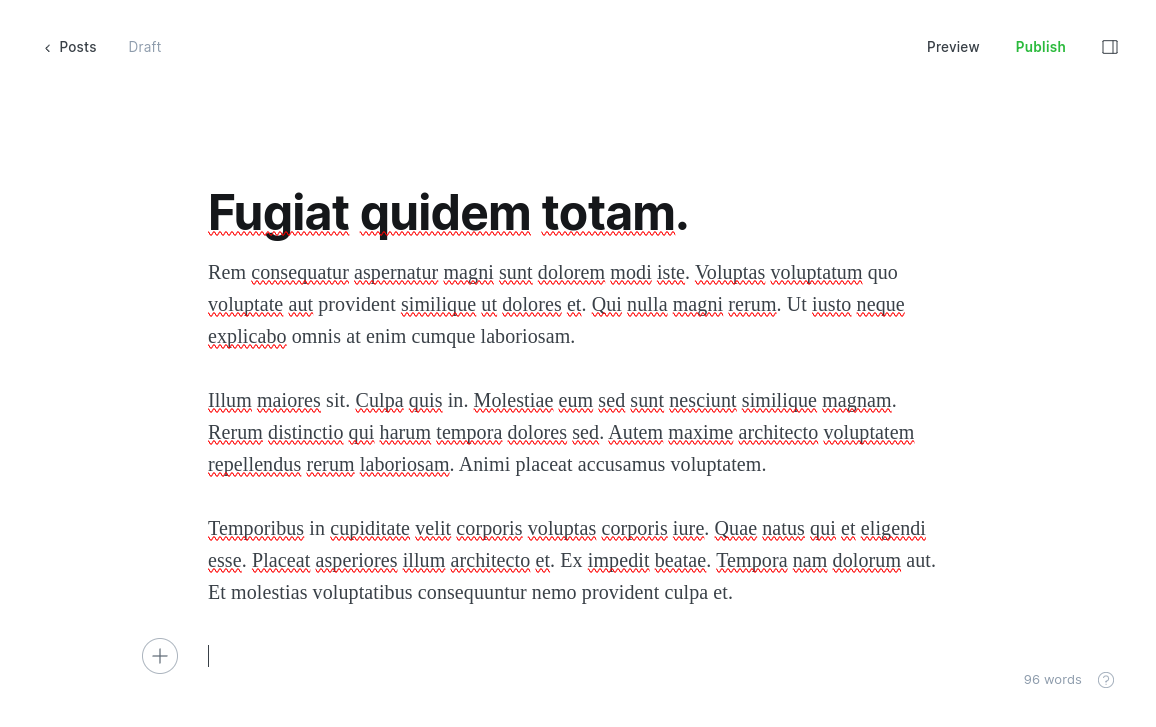 Posts
Draft
Preview
Publish
Fugiat quidem totam.
Rem consequatur aspernatur magni sunt dolorem modi iste. Voluptas voluptatum quo
voluptate aut provident similique ut dolores et. Qui nulla magni rerum. Ut iusto neque
explicabo omnis at enim cumque laboriosam.
Illum maiores sit. Culpa quis in. Molestiae eum sed sunt nesciunt similique magnam.
Rerum distinctio qui harum tempora dolores sed. Autem maxime architecto voluptatem
repellendus rerum laboriosam. Animi placeat accusamus voluptatem.
Temporibus in cupiditate velit corporis voluptas corporis iure. Quae natus qui et eligendi
esse. Placeat asperiores illum architecto et. Ex impedit beatae. Tempora nam dolorum aut.
Et molestias voluptatibus consequuntur nemo provident culpa et.
96 words